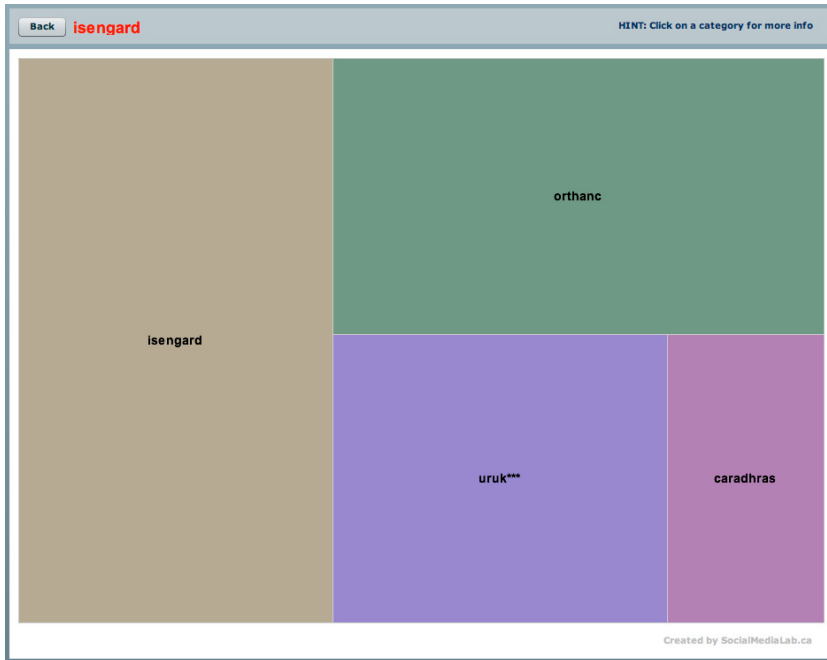 Back isengard HINT: Click on a category for more info
orthanc
isengard
uruk***
caradhras
Created by SocialMediaLab.ca